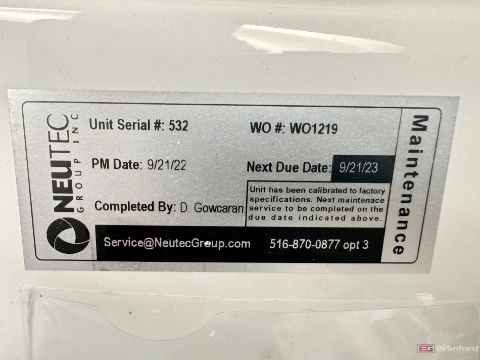 NEUTEC
GROUP INC
Unit Serial #: 532
WO #: WO1219
PM Date: 9/21/22
Next Due Date: 9/21/23
Completed By: D. Gowcaran
Unit has been calibrated to factory
specifications. Next maintenace
service to be completed on the
due date indicated above.
Service@NeutecGroup.com 516-870-0877 opt 3
Maintenance
BG Branford